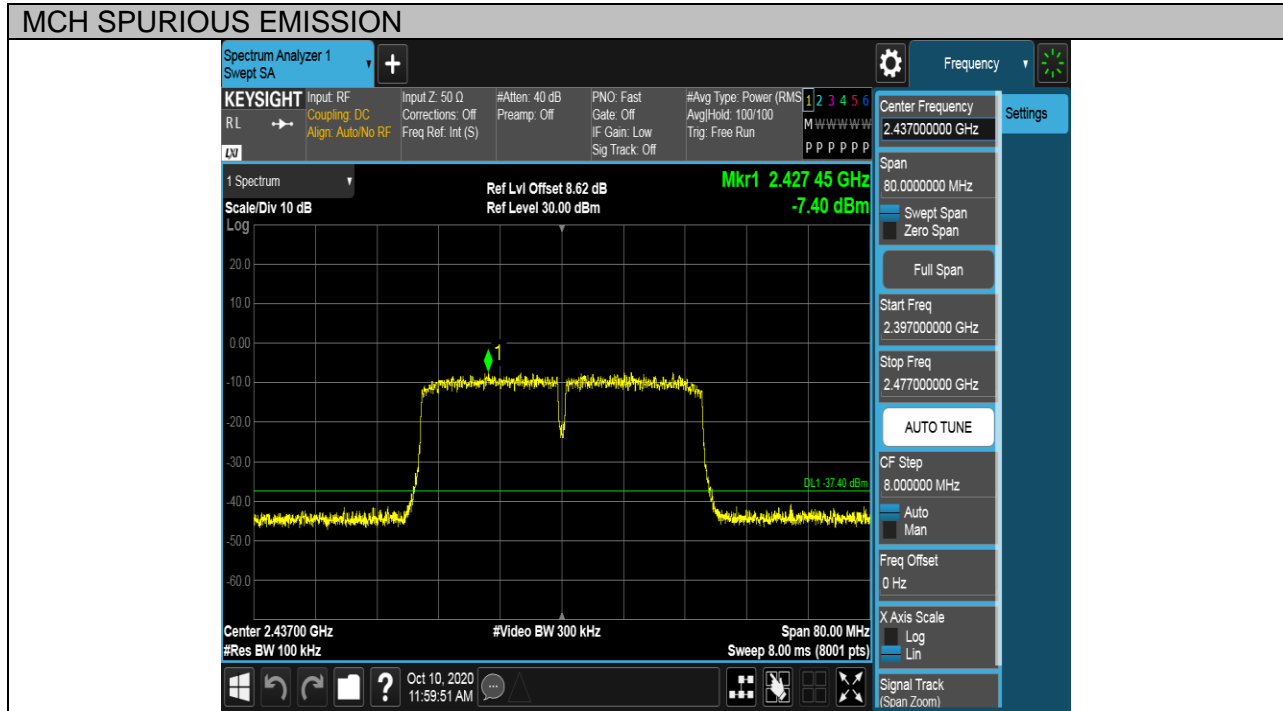 MCH SPURIOUS EMISSION
Spectrum Analyzer 1
Swept SA
Frequency
KEYSIGHT
RL
LXI
Input: RF
Coupling: DC
Align: Auto/No RF
Input Z: 50 Ω
Corrections: Off
Freq Ref: Int (S)
#Atten: 40 dB
Preamp: Off
PNO: Fast
Gate: Off
IF Gain: Low
Sig Track: Off
#Avg Type: Power (RMS
Avg|Hold: 100/100
Trig: Free Run
1 2 3 4 5 6
M W W W W W
P P P P P P
1 Spectrum
Scale/Div 10 dB
Ref Lvl Offset 8.62 dB
Ref Level 30.00 dBm
Mkr1 2.427 45 GHz
-7.40 dBm
Log
20.0
10.0
0.00
1
-10.0
-20.0
-30.0
DL1 -37.40 dBm
-40.0
-50.0
-60.0
Center 2.43700 GHz
#Video BW 300 kHz
Span 80.00 MHz
#Res BW 100 kHz
Sweep 8.00 ms (8001 pts)
?
Oct 10, 2020
11:59:51 AM
Center Frequency
2.437000000 GHz
Settings
Span
80.0000000 MHz
Swept Span
Zero Span
Full Span
Start Freq
2.397000000 GHz
Stop Freq
2.477000000 GHz
AUTO TUNE
CF Step
8.000000 MHz
Auto
Man
Freq Offset
0 Hz
X Axis Scale
Log
Lin
Signal Track
(Span Zoom)